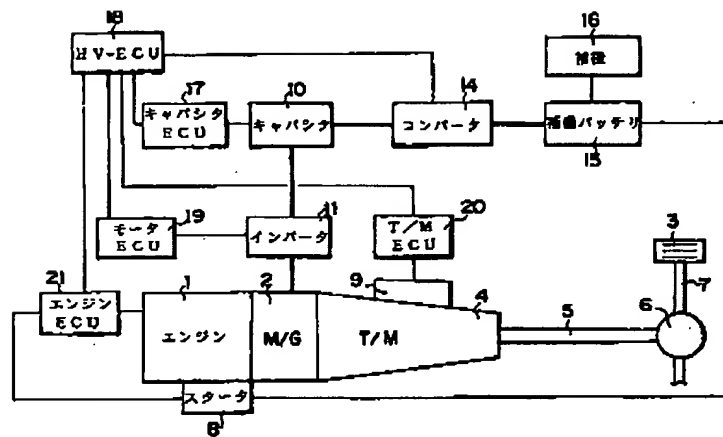 18
HV-ECU
17
キャパシタ
ECU
10
キャパシタ
14
コンバータ
16
補機
補機バッテリ
15
19
モータ
ECU
11
インバータ
T/M
ECU
20
3
7
6
21
エンジン
ECU
1
エンジン
2
M/G
9
T/M
4
5
スタータ
8